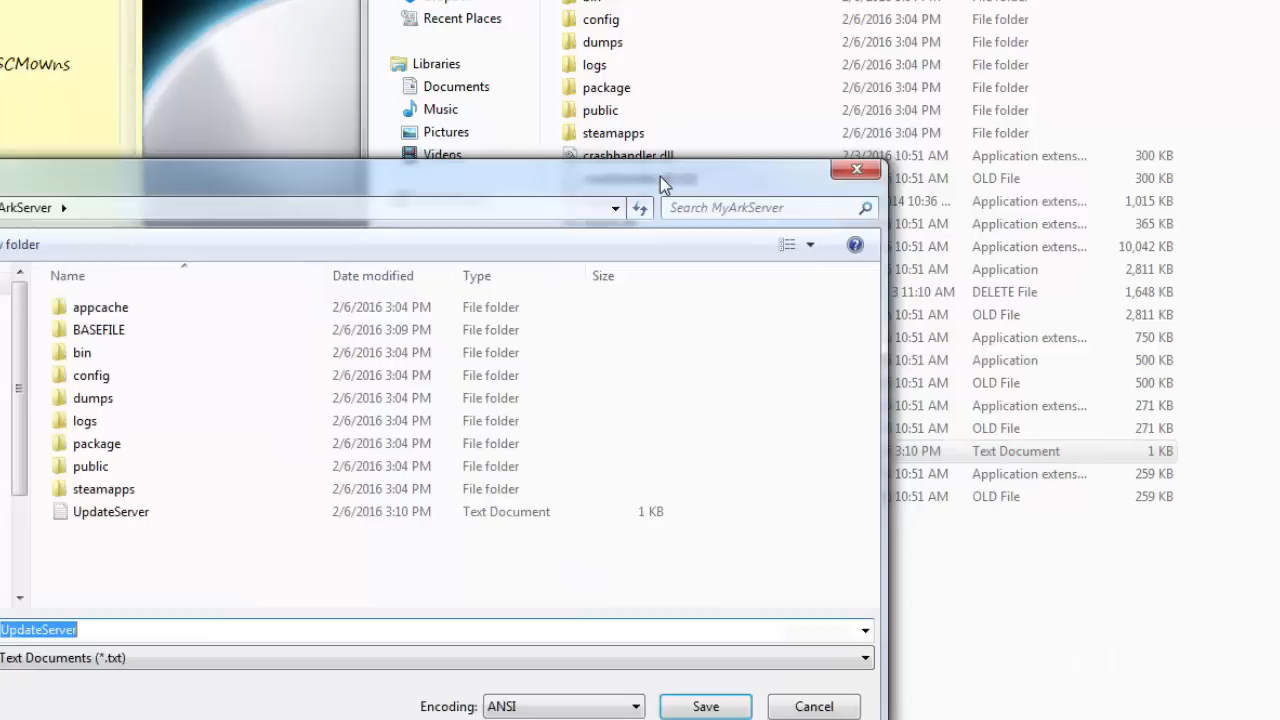 SCMowns
Recent Places
Libraries
Documents
Music
Pictures
Videos
config 2/6/2016 3:04 PM File folder
dumps 2/6/2016 3:04 PM File folder
logs 2/6/2016 3:04 PM File folder
package 2/6/2016 3:04 PM File folder
public 2/6/2016 3:04 PM File folder
steamapps 2/6/2016 3:04 PM File folder
crashhandler.dll 2/3/2016 10:51 AM Application extens... 300 KB
10:51 AM OLD File 300 KB
10:36 ... Application extens... 1,015 KB
10:51 AM Application extens... 365 KB
10:51 AM Application extens... 10,042 KB
10:51 AM Application 2,811 KB
11:10 AM DELETE File 1,648 KB
10:51 AM OLD File 2,811 KB
10:51 AM Application extens... 750 KB
10:51 AM Application 500 KB
10:51 AM OLD File 500 KB
10:51 AM Application extens... 271 KB
10:51 AM OLD File 271 KB
3:10 PM Text Document 1 KB
10:51 AM Application extens... 259 KB
10:51 AM OLD File 259 KB
ArkServer
Search MyArkServer
folder
Name Date modified Type Size
appcache 2/6/2016 3:04 PM File folder
BASEFILE 2/6/2016 3:09 PM File folder
bin 2/6/2016 3:04 PM File folder
config 2/6/2016 3:04 PM File folder
dumps 2/6/2016 3:04 PM File folder
logs 2/6/2016 3:04 PM File folder
package 2/6/2016 3:04 PM File folder
public 2/6/2016 3:04 PM File folder
steamapps 2/6/2016 3:04 PM File folder
UpdateServer 2/6/2016 3:10 PM Text Document 1 KB
UpdateServer
Text Documents (*.txt)
Encoding: ANSI Save Cancel